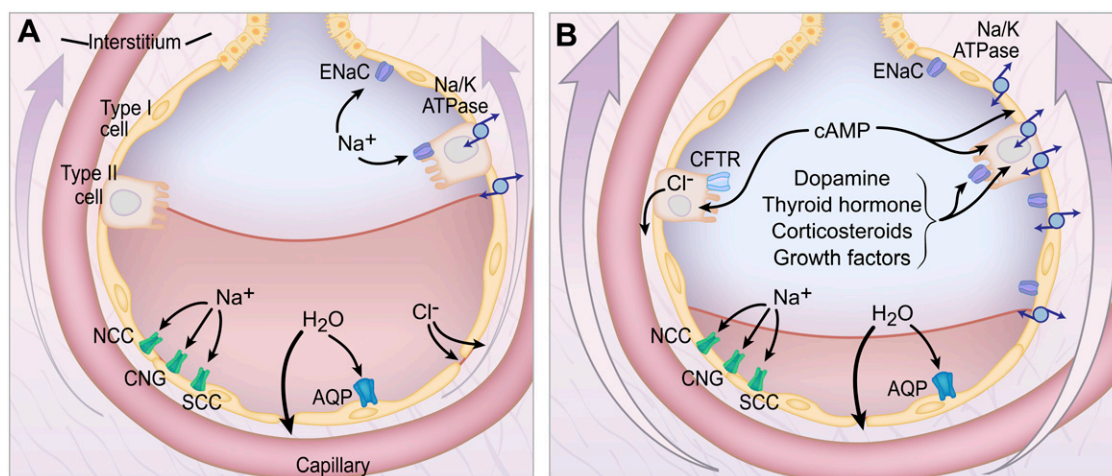 A
Interstitium
ENaC
Na/K
ATPase
Type I
cell
Na+
Type II
cell
Na+
H2O
Cl-
NCC
CNG
SCC
AQP
Capillary
B
Na/K
ATPase
ENaC
cAMP
CFTR
Cl-
Dopamine
Thyroid hormone
Corticosteroids
Growth factors
Na+
H2O
NCC
CNG
SCC
AQP